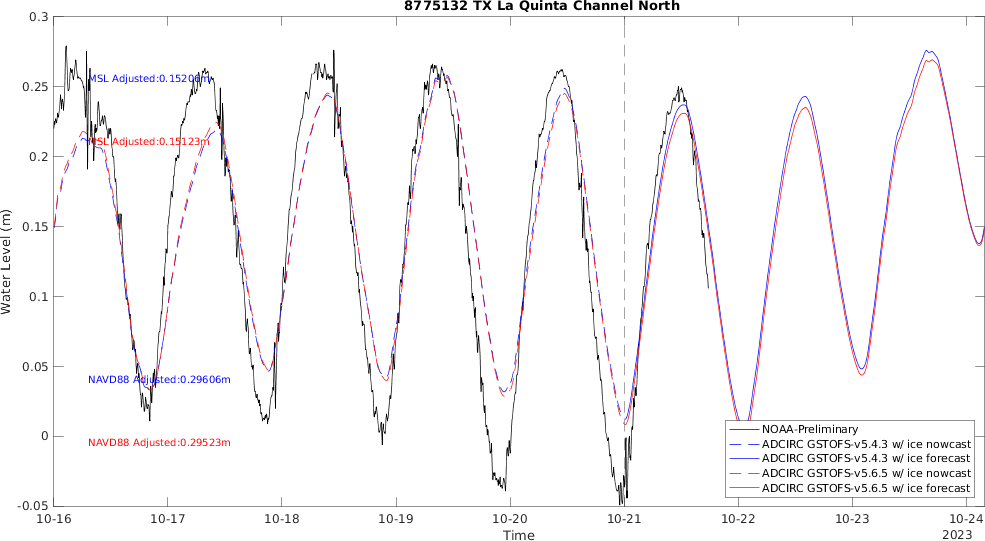 8775132 TX La Quinta Channel North
0.3
0.25
0.2
0.15
0.1
0.05
0
-0.05
Water Level (m)
MSL Adjusted:0.15206m
MSL Adjusted:0.15123m
NAVD88 Adjusted:0.29606m
NAVD88 Adjusted:0.29523m
NOAA-Preliminary
ADCIRC GSTOFS-v5.4.3 w/ ice nowcast
ADCIRC GSTOFS-v5.4.3 w/ ice forecast
ADCIRC GSTOFS-v5.6.5 w/ ice nowcast
ADCIRC GSTOFS-v5.6.5 w/ ice forecast
10-16 10-17 10-18 10-19 10-20 10-21 10-22 10-23 10-24
Time
2023